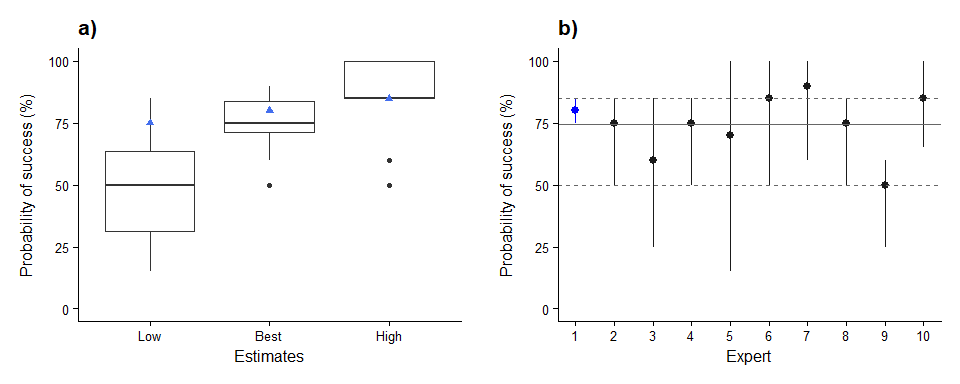 a)
Probability of success (%)
100
75
50
25
0
Low Best High
Estimates
b)
Probability of success (%)
100
75
50
25
0
1 2 3 4 5 6 7 8 9 10
Expert